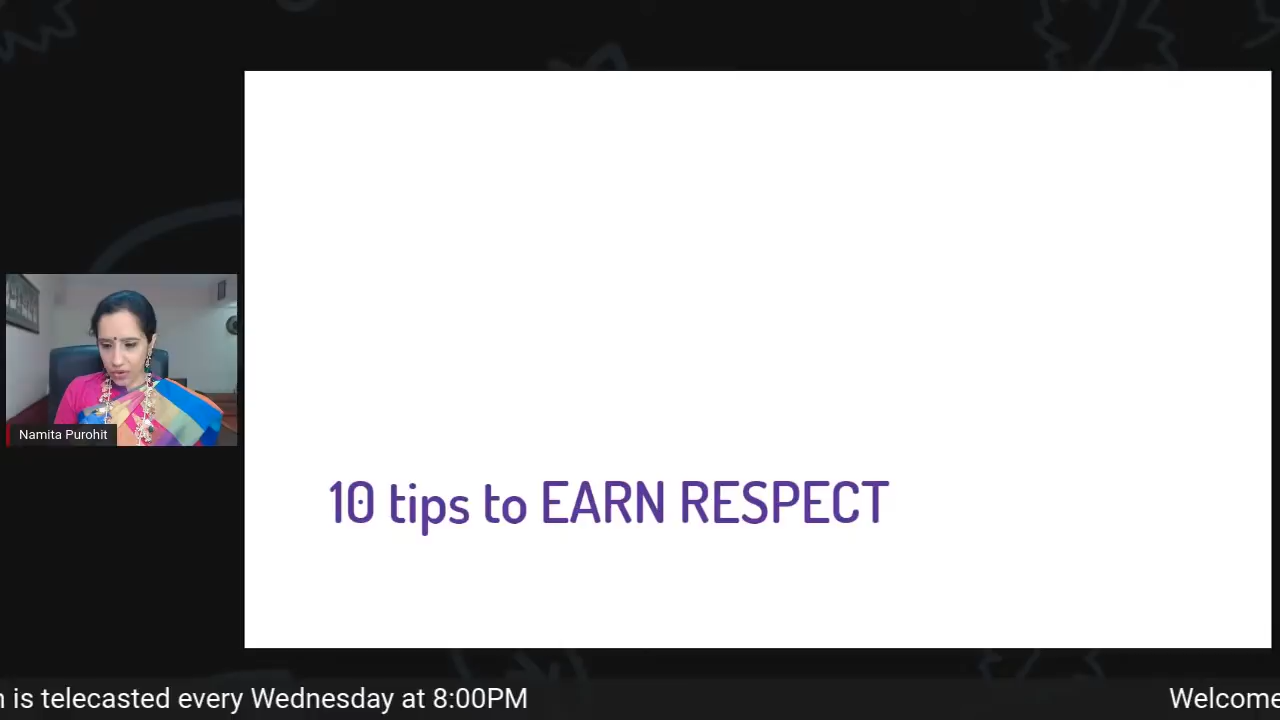 10 tips to EARN RESPECT
Namita Purohit
is telecasted every Wednesday at 8:00PM
Welcome